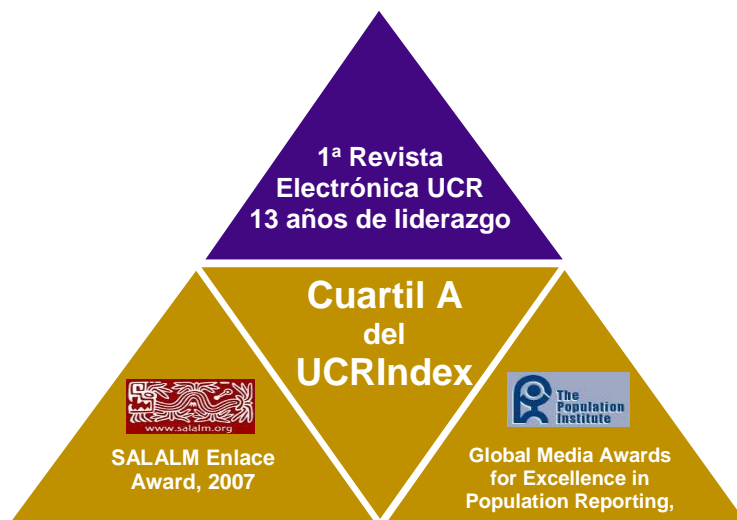 1ª Revista
Electrónica UCR
13 años de liderazgo
Cuartil A
del
UCRIndex
www.salalm.org
SALALM Enlace
Award, 2007
The
Population
Institute
Global Media Awards
for Excellence in
Population Reporting,